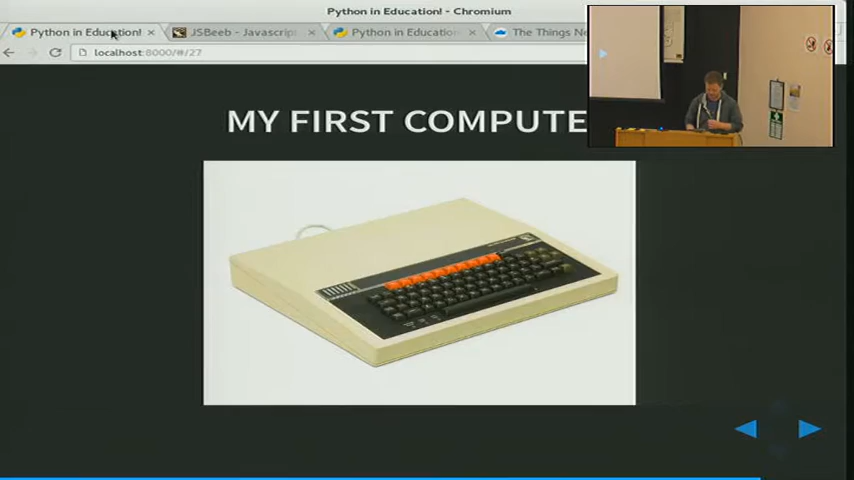 Python in Education! - Chromium
Python in Education!
JSBeeb - Javascript
Python in Education
The Things Ne
localhost:8000/#/27
MY FIRST COMPUTE